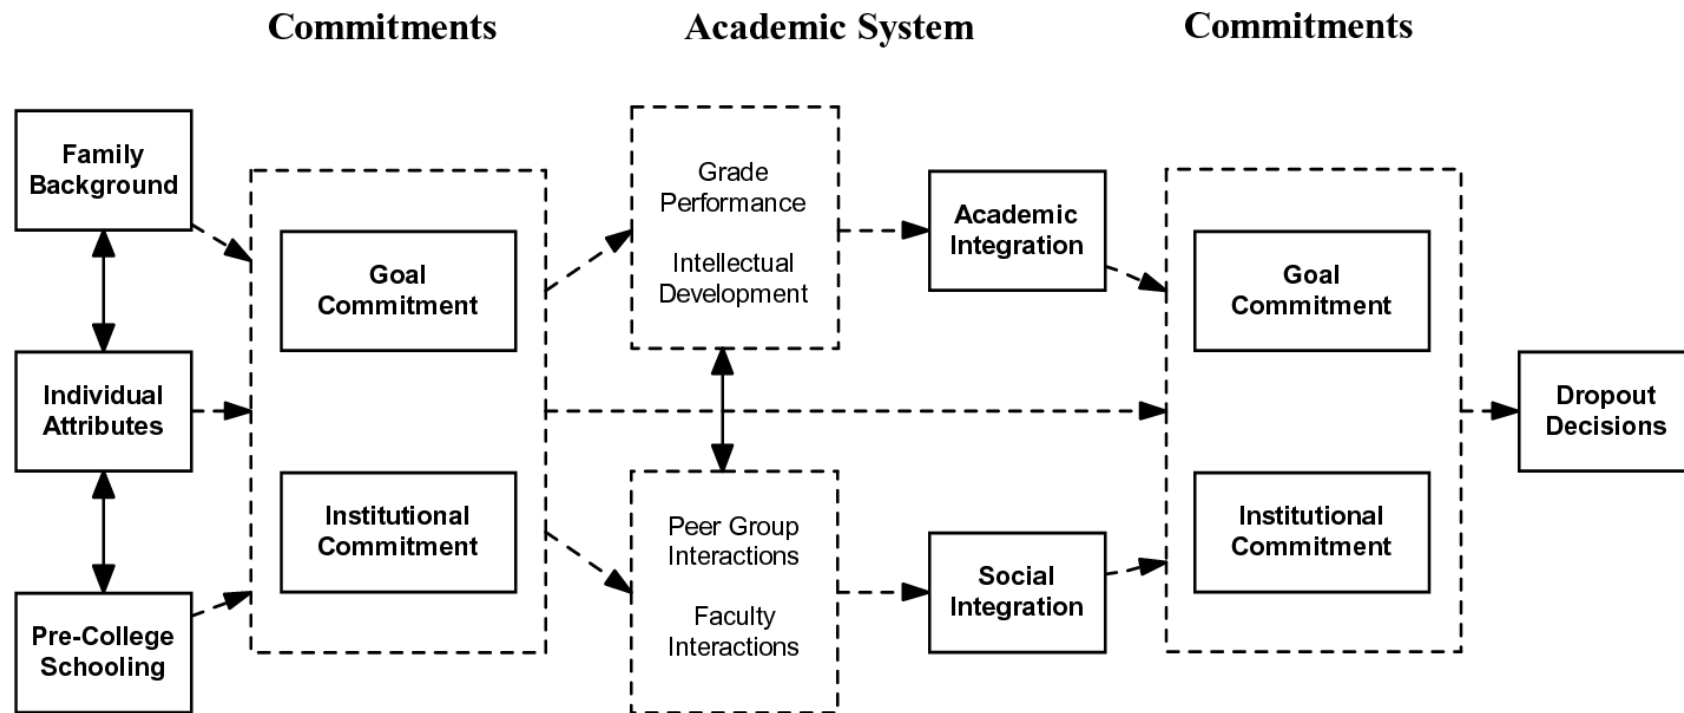 Commitments
Academic System
Commitments
Family
Background
Individual
Attributes
Pre-College
Schooling
Goal
Commitment
Institutional
Commitment
Grade
Performance
Intellectual
Development
Peer Group
Interactions
Faculty
Interactions
Academic
Integration
Social
Integration
Goal
Commitment
Institutional
Commitment
Dropout
Decisions